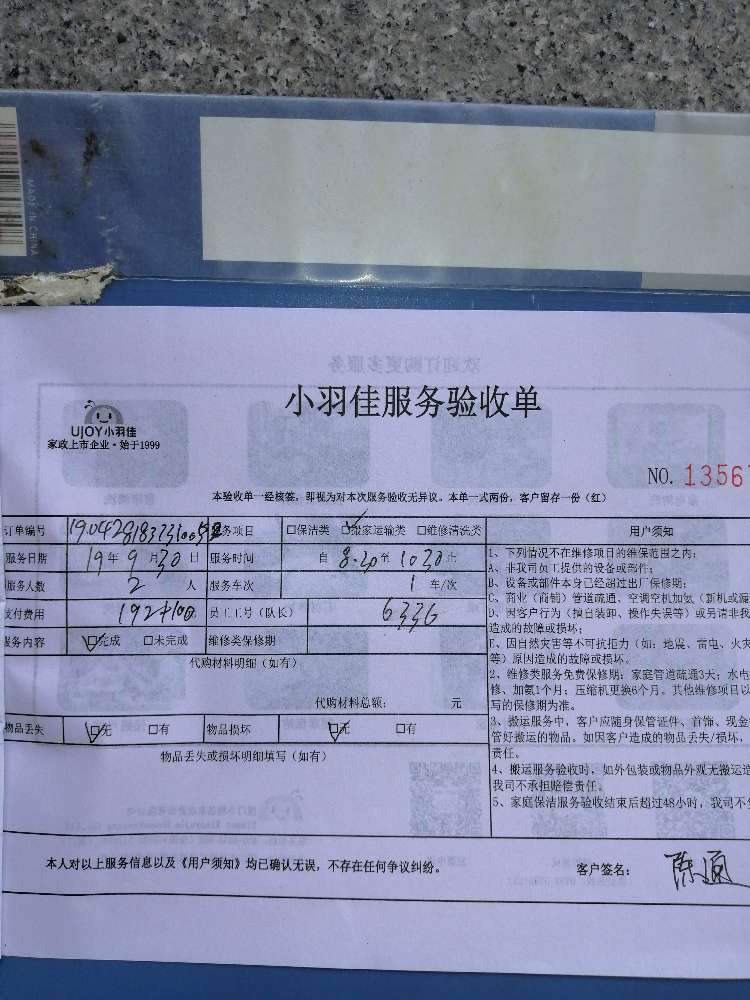 MADE IN CHINA
欢迎订购更多服务
小羽佳服务验收单
UJOY小羽佳
家政上市企业·始于1999
NO. 13567
本验收单一经核签，即视为对本次服务验收无异议。本单一式两份，客户留存一份（红）
订单编号 服务项目 □保洁类 ☑搬家运输类 □维修清洗类 用户须知
服务日期 19年9月30日 服务时间 自8:30至1030止
服务人数 2人 服务车次 1车/次
支付费用 192+100 员工工号（队长） 6336
服务内容 ☑完成 □未完成 维修类保修期
代购材料明细（如有）
代购材料总额： 元
物品丢失 ☑无 □有 物品损坏 ☑无 □有
物品丢失或损坏明细填写（如有）
1、下列情况不在维修项目的维保范围之内：
A、非我司员工提供的设备或部件；
B、设备或部件本身已经超过出厂保修期；
C、商业（商铺）管道疏通、空调空机加氨（新机或漏
D、因客户行为（擅自装卸、操作失误等）或另请非我
造成的故障或损坏；
E、因自然灾害等不可抗拒力（如：地震、雷电、火灾
等）原因造成的故障或损坏。
2、维修类服务免费保修期：家庭管道疏通3天；水电
修、加氨1个月；压缩机更换6个月。其他维修项目以
写的保修期为准。
3、搬运服务中，客户应随身保管证件、首饰、现金
管好搬运的物品。如因客户造成的物品丢失/损坏，
责任。
4、搬运服务验收时，如外包装或物品外观无搬运造
我司不承担赔偿责任。
5、家庭保洁服务验收结束后超过48小时，我司不
本人对以上服务信息以及《用户须知》均已确认无误，不存在任何争议纠纷。 客户签名：